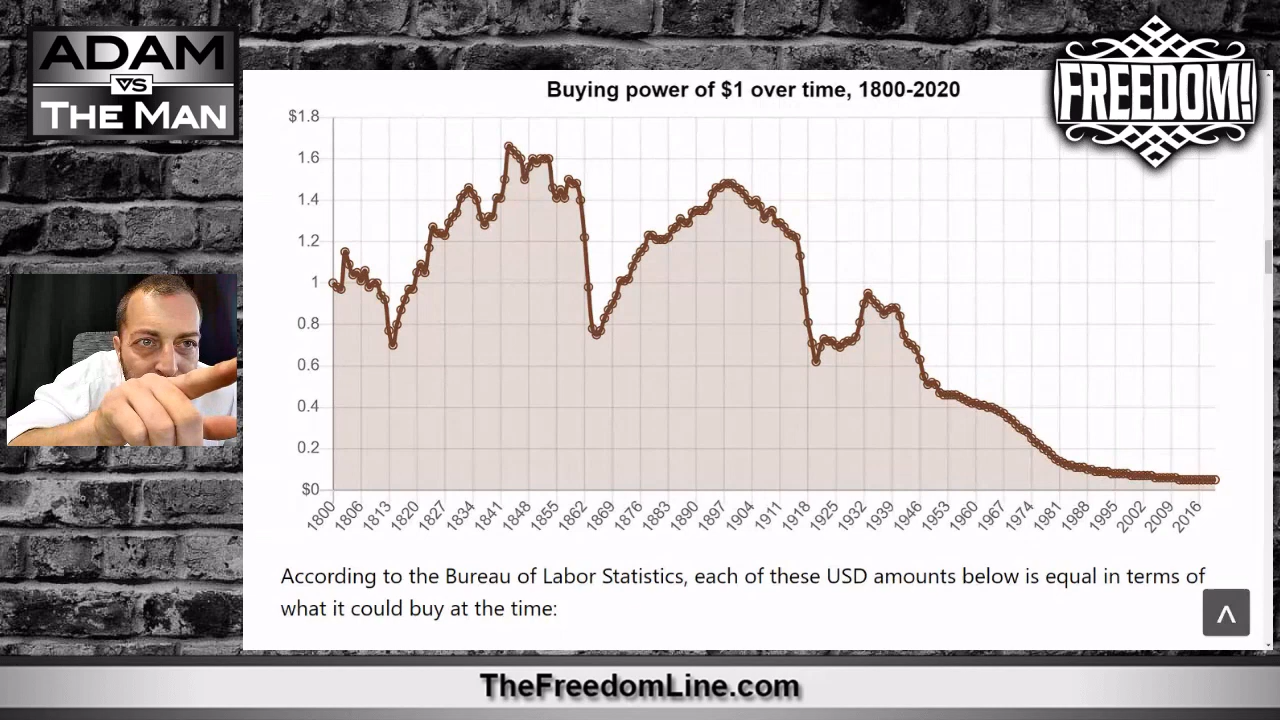 ADAM
VS
THE MAN
FREEDOM!
Buying power of $1 over time, 1800-2020
$1.8
1.6
1.4
1.2
1
0.8
0.6
0.4
0.2
$0
1800 1806 1813 1820 1827 1834 1841 1848 1855 1862 1869 1876 1883 1890 1897 1904 1911 1918 1925 1932 1939 1946 1953 1960 1967 1974 1981 1988 1995 2002 2009 2016
According to the Bureau of Labor Statistics, each of these USD amounts below is equal in terms of
what it could buy at the time:
TheFreedomLine.com